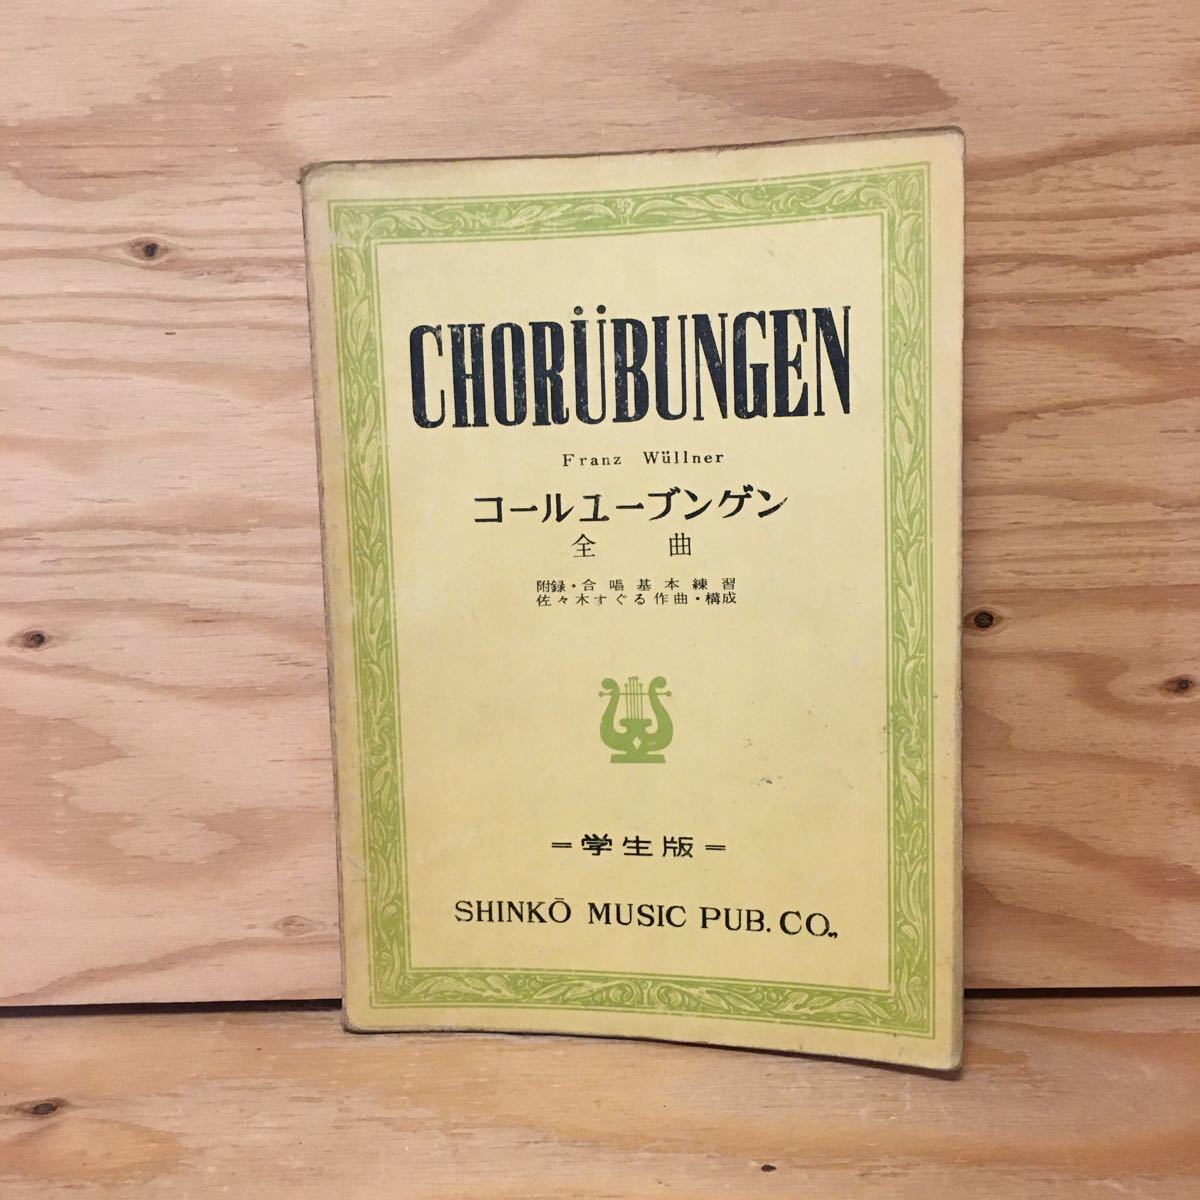 CHORÜBUNGEN
Franz Wüllner
コールユーブンゲン
全 曲
附録・合唱基本練習
佐々木すぐる作曲・構成
=学生版=
SHINKŌ MUSIC PUB. CO.,